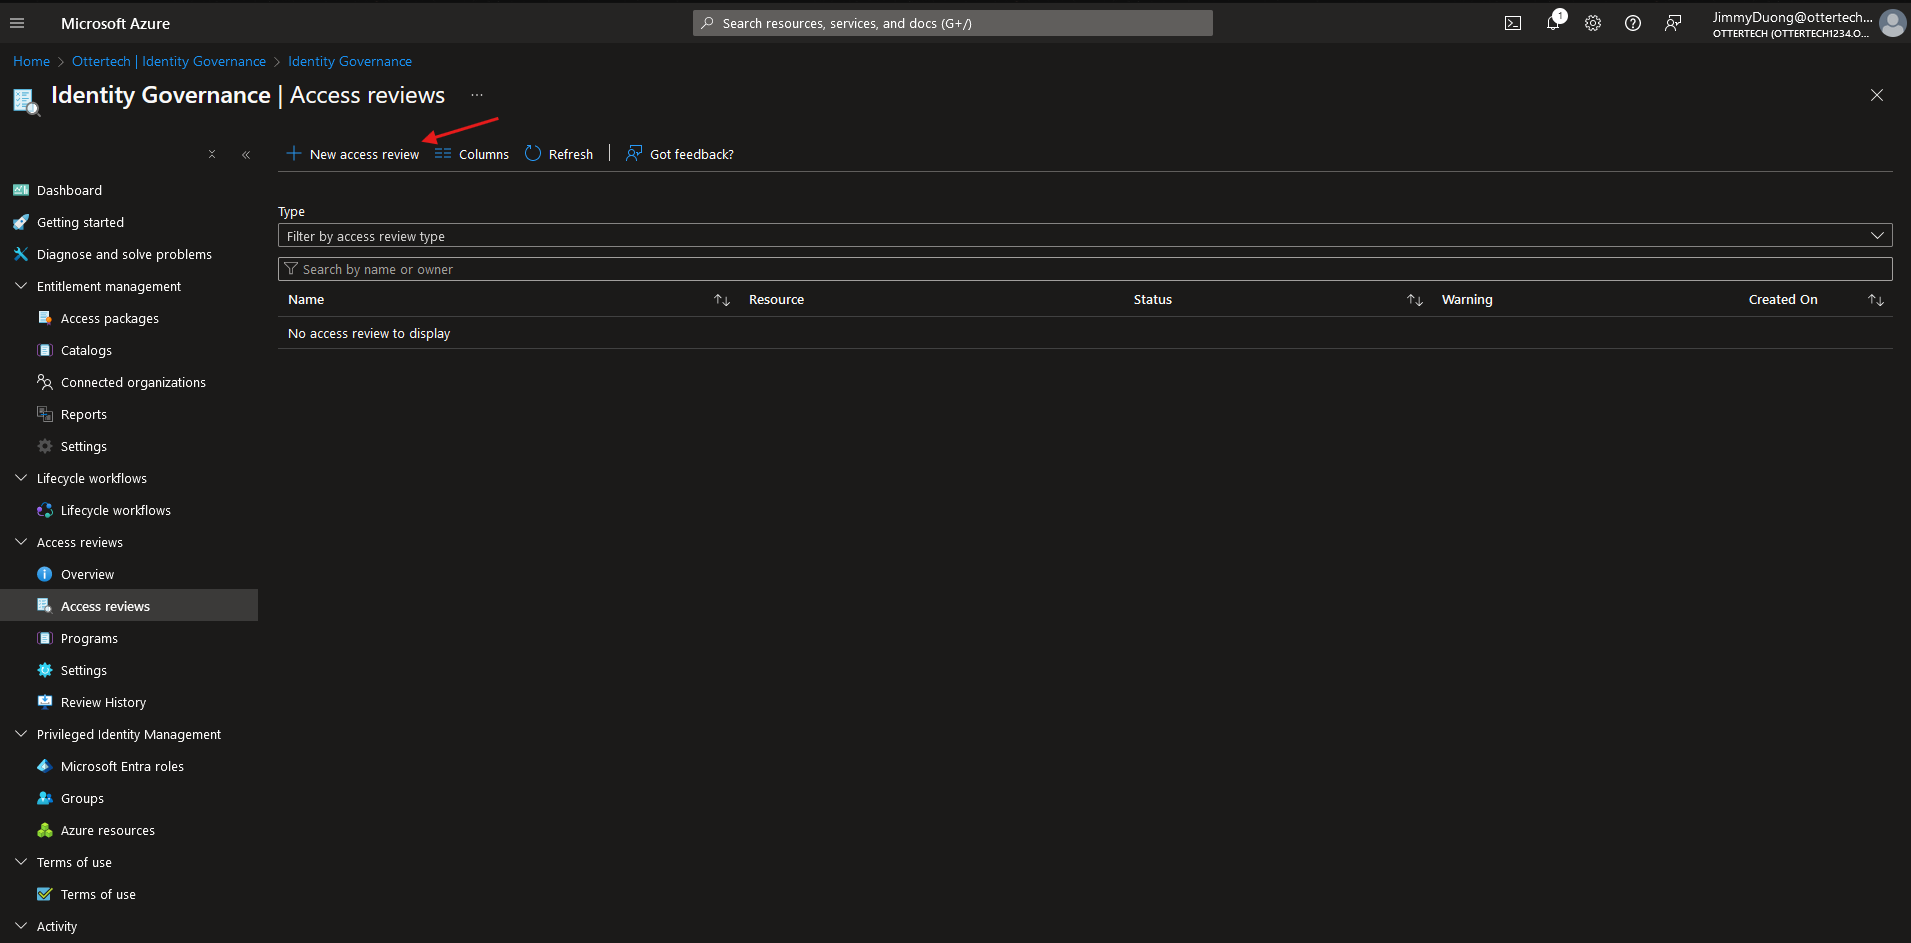 Microsoft Azure
Search resources, services, and docs (G+/)
1
JimmyDuong@ottertech...
OTTERTECH (OTTERTECH1234.O...
Home > Ottertech | Identity Governance > Identity Governance
Identity Governance | Access reviews ...
New access review
Columns
Refresh
Got feedback?
Dashboard
Getting started
Diagnose and solve problems
Entitlement management
Access packages
Catalogs
Connected organizations
Reports
Settings
Lifecycle workflows
Lifecycle workflows
Access reviews
Overview
Access reviews
Programs
Settings
Review History
Privileged Identity Management
Microsoft Entra roles
Groups
Azure resources
Terms of use
Terms of use
Activity
Type
Filter by access review type
Search by name or owner
Name Resource Status Warning Created On
No access review to display